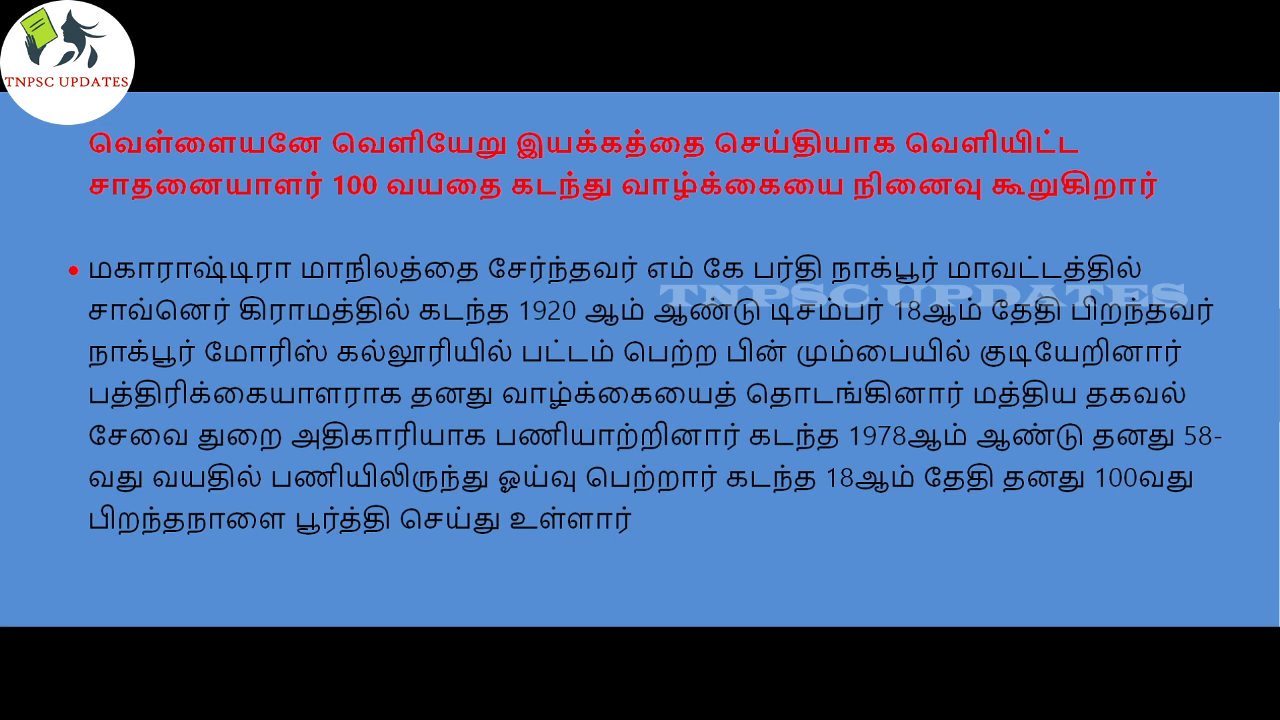 TNPSC UPDATES
வெள்ளையனே வெளியேறு இயக்கத்தை செய்தியாக வெளியிட்ட
சாதனையாளர் 100 வயதை கடந்து வாழ்க்கையை நினைவு கூறுகிறார்
• மகாராஷ்டிரா மாநிலத்தை சேர்ந்தவர் எம் கே பர்தி நாக்பூர் மாவட்டத்தில்
TNPSC UPDATES
சாவ்னெர் கிராமத்தில் கடந்த 1920 ஆம் ஆண்டு டிசம்பர் 18ஆம் தேதி பிறந்தவர்
நாக்பூர் மோரிஸ் கல்லூரியில் பட்டம் பெற்ற பின் மும்பையில் குடியேறினார்
பத்திரிக்கையாளராக தனது வாழ்க்கையைத் தொடங்கினார் மத்திய தகவல்
சேவை துறை அதிகாரியாக பணியாற்றினார் கடந்த 1978ஆம் ஆண்டு தனது 58-
வது வயதில் பணியிலிருந்து ஓய்வு பெற்றார் கடந்த 18ஆம் தேதி தனது 100வது
பிறந்தநாளை பூர்த்தி செய்து உள்ளார்